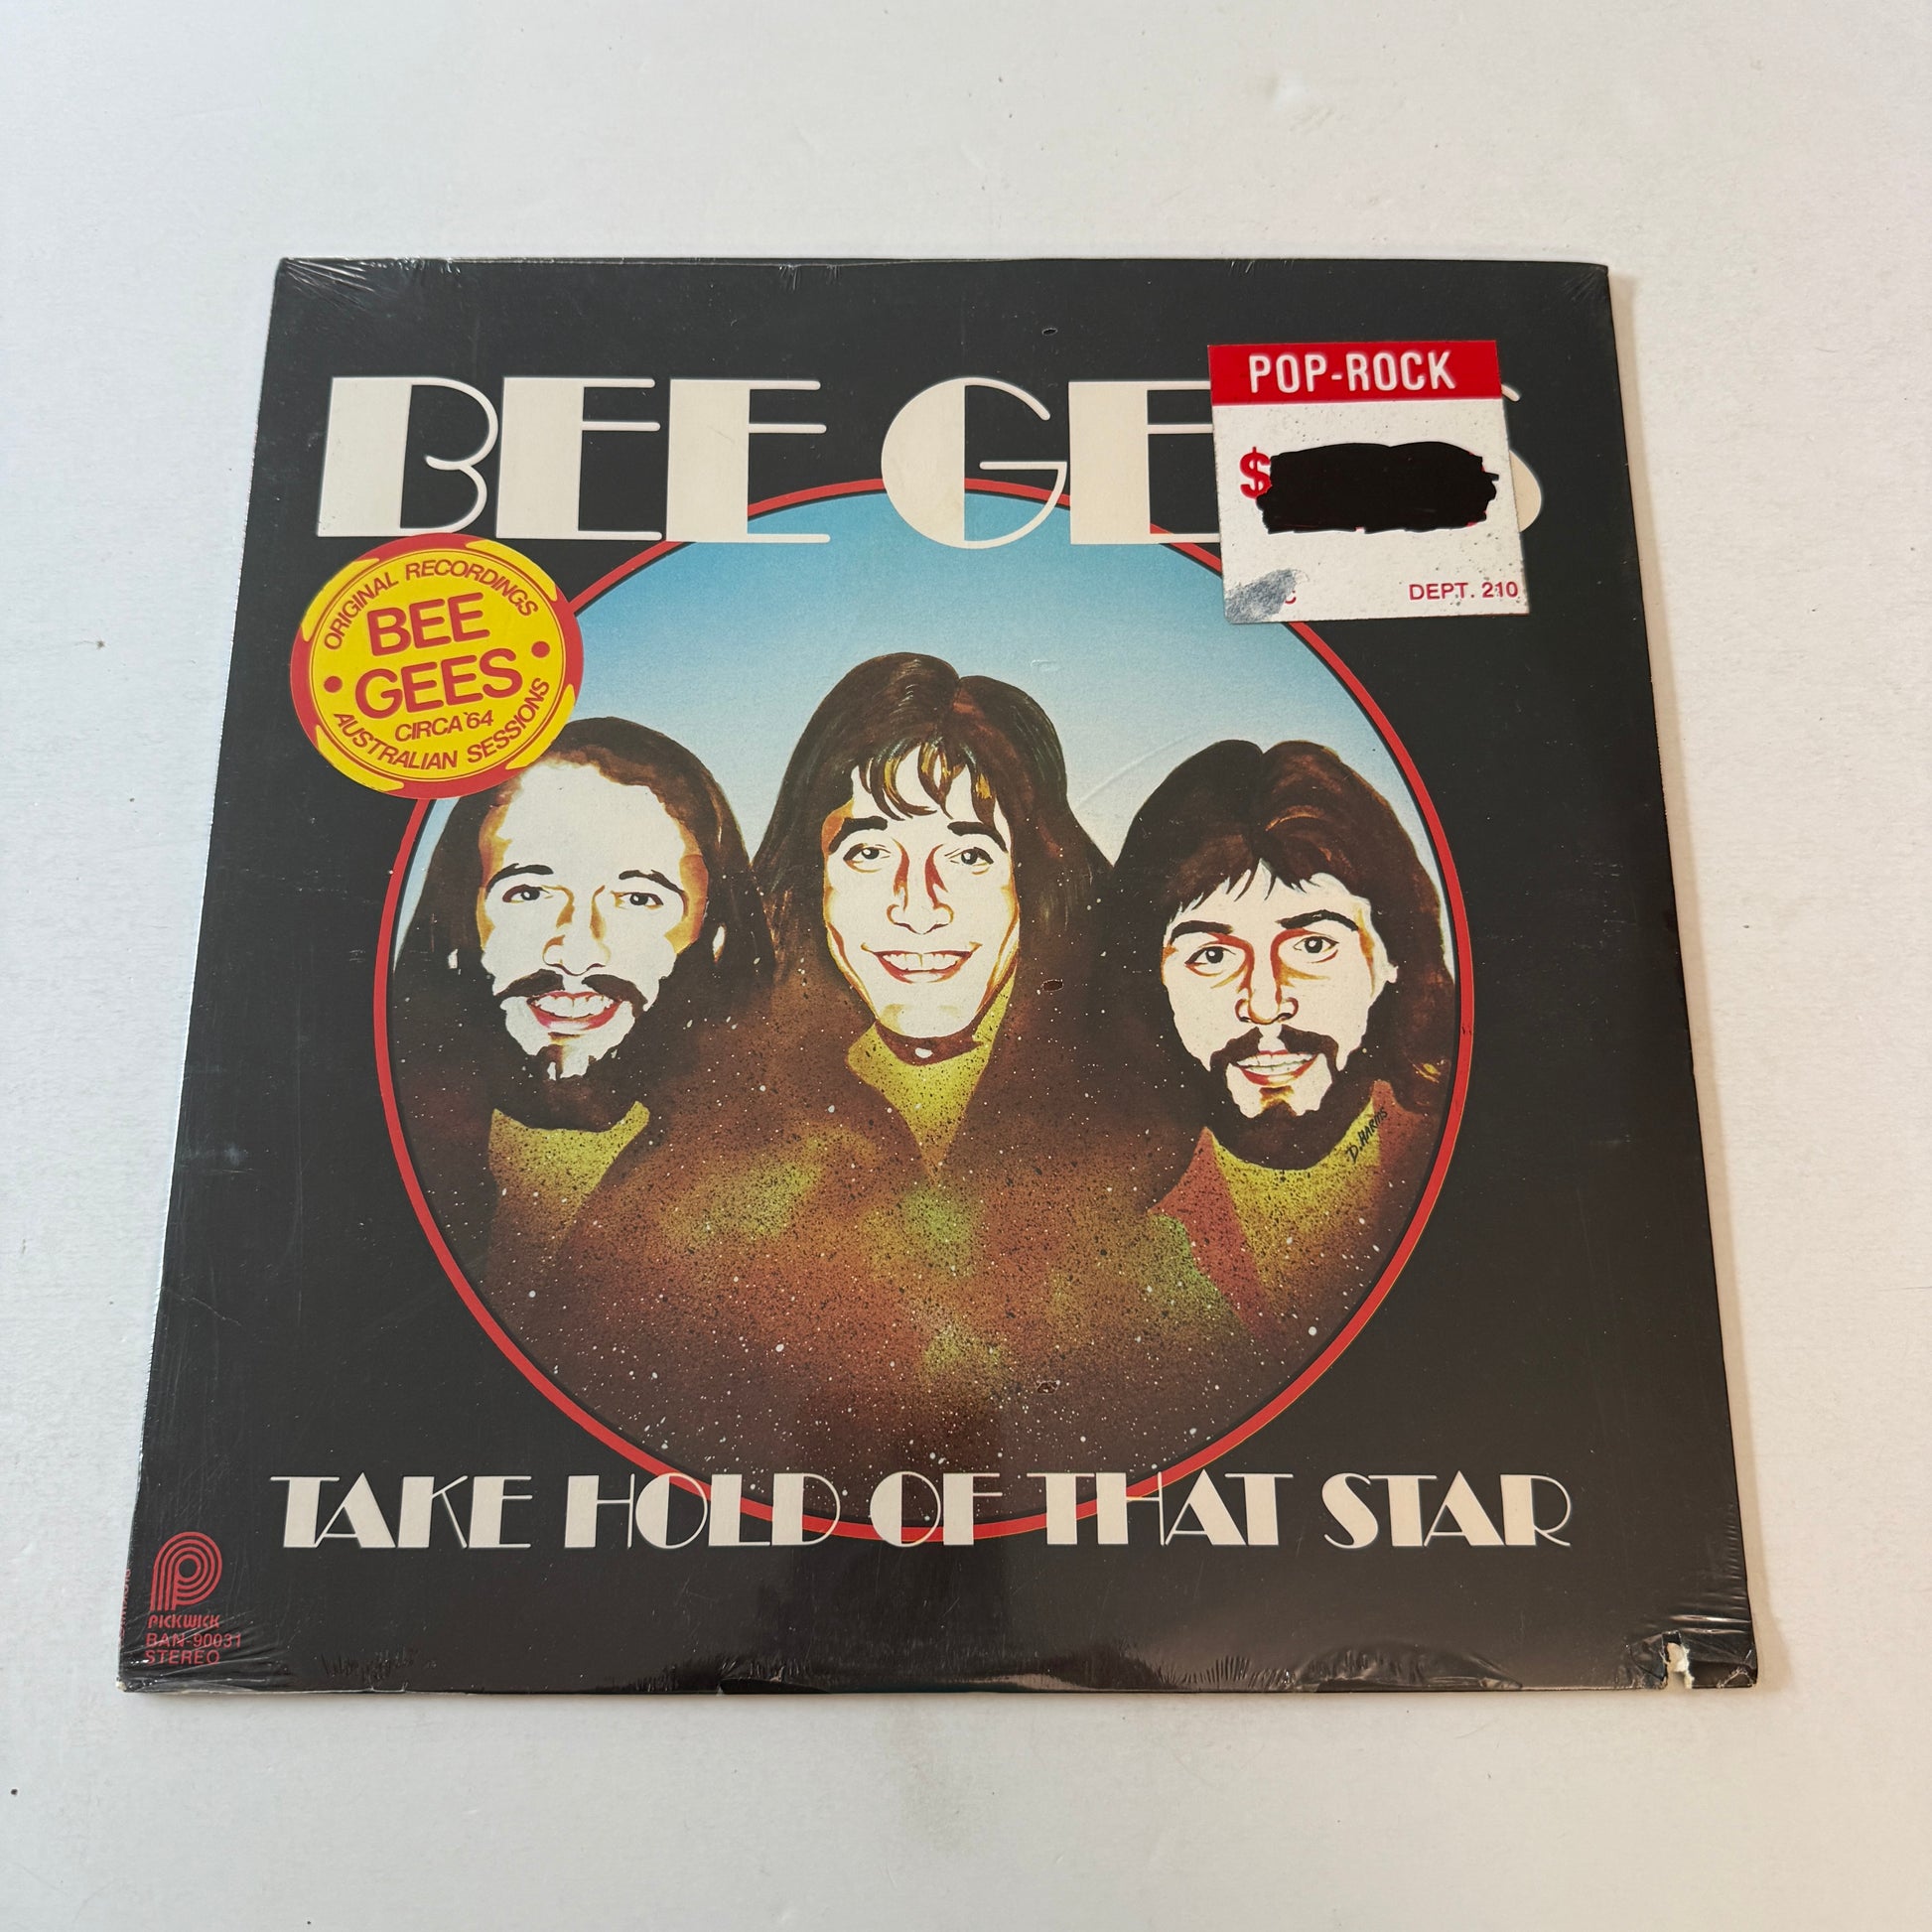 BEE GEES
POP-ROCK
$
DEPT. 210
ORIGINAL RECORDINGS
BEE
GEES
CIRCA '64
AUSTRALIAN SESSIONS
D. HARRIS
TAKE HOLD OF THAT STAR
PICKWICK
BAN-90031
STEREO